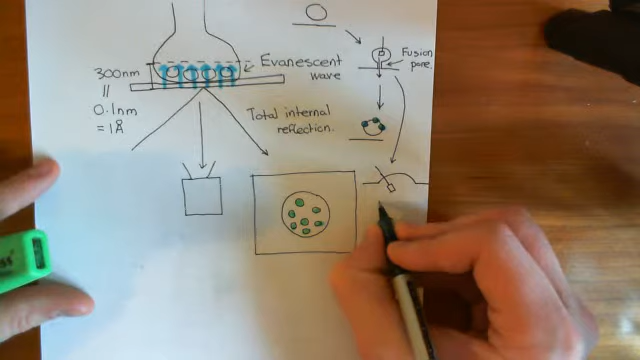 Evanescent
wave
300nm
||
0.1nm
= 1Å
Total internal
reflection.
Fusion
pore.